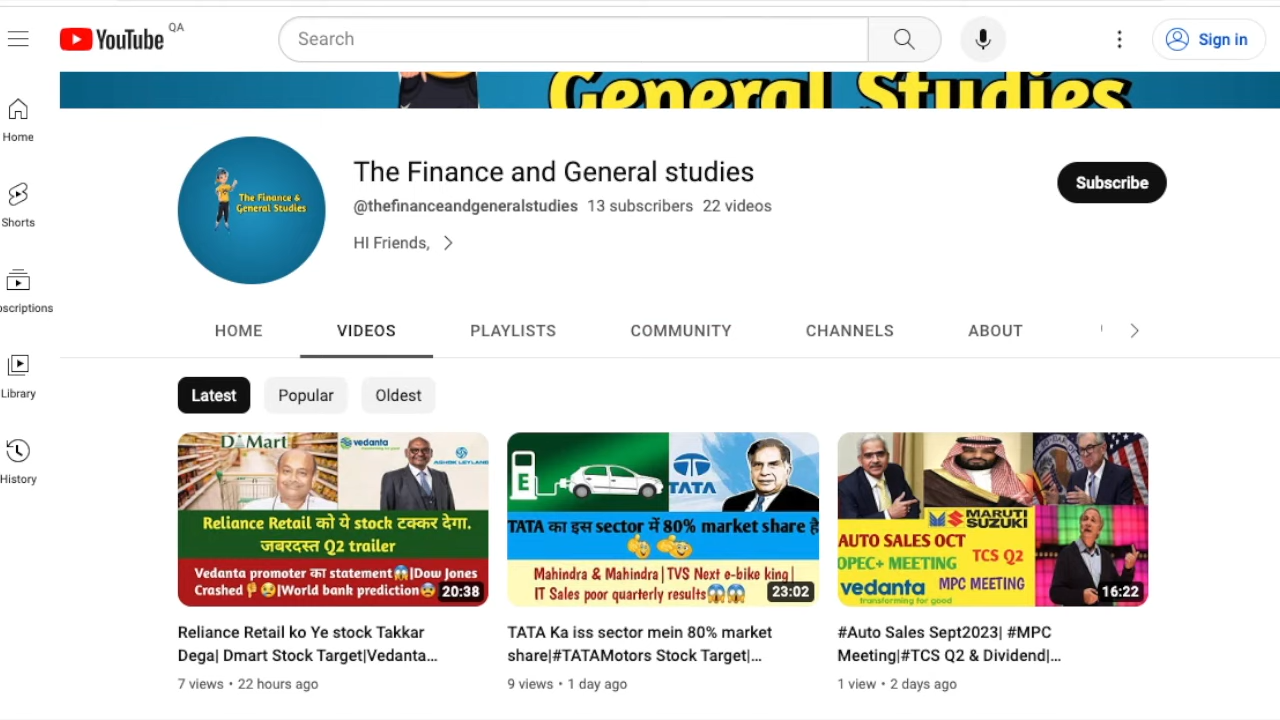 YouTube QA
Search
Sign in
General Studies
Home
The Finance and General studies
Subscribe
The Finance &
General Studies
@thefinanceandgeneralstudies 13 subscribers 22 videos
Shorts
HI Friends,
scriptions
HOME VIDEOS PLAYLISTS COMMUNITY CHANNELS ABOUT
Library
Latest Popular Oldest
History
DMart vedanta
transforming for good
ASHOK LEYLAND
Reliance Retail को ये stock टक्कर देगा.
जबरदस्त Q2 trailer
Vedanta promoter का statement😱|Dow Jones
Crashed 😢|World bank prediction😨
20:38
E
TATA
TATA का इस sector में 80% market share है
Mahindra & Mahindra|TVS Next e-bike king|
IT Sales poor quarterly results😱😱
23:02
MARUTI
SUZUKI
AUTO SALES OCT
OPEC+ MEETING TCS Q2
vedanta MPC MEETING
transforming for good
16:22
Reliance Retail ko Ye stock Takkar
Dega| Dmart Stock Target|Vedanta...
7 views • 22 hours ago
TATA Ka iss sector mein 80% market
share|#TATAMotors Stock Target|...
9 views • 1 day ago
#Auto Sales Sept2023| #MPC
Meeting|#TCS Q2 & Dividend|...
1 view • 2 days ago